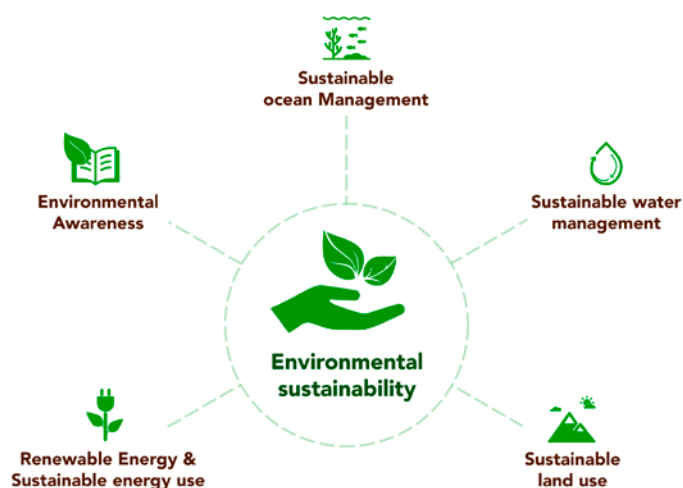 Sustainable
ocean Management
Environmental
Awareness
Sustainable water
management
Environmental
sustainability
Renewable Energy &
Sustainable energy use
Sustainable
land use